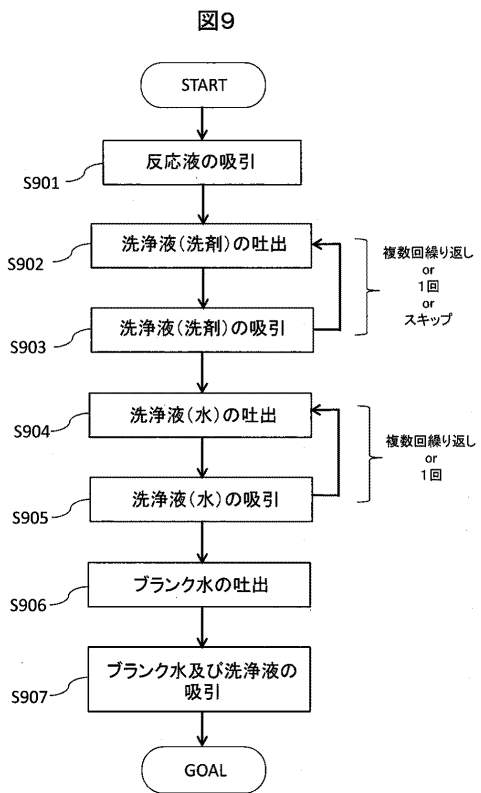 図9
START
反応液の吸引
S901
洗浄液(洗剤)の吐出
S902
複数回繰り返し
or
1回
or
スキップ
洗浄液(洗剤)の吸引
S903
洗浄液(水)の吐出
S904
複数回繰り返し
or
1回
洗浄液(水)の吸引
S905
ブランク水の吐出
S906
ブランク水及び洗浄液の
吸引
S907
GOAL